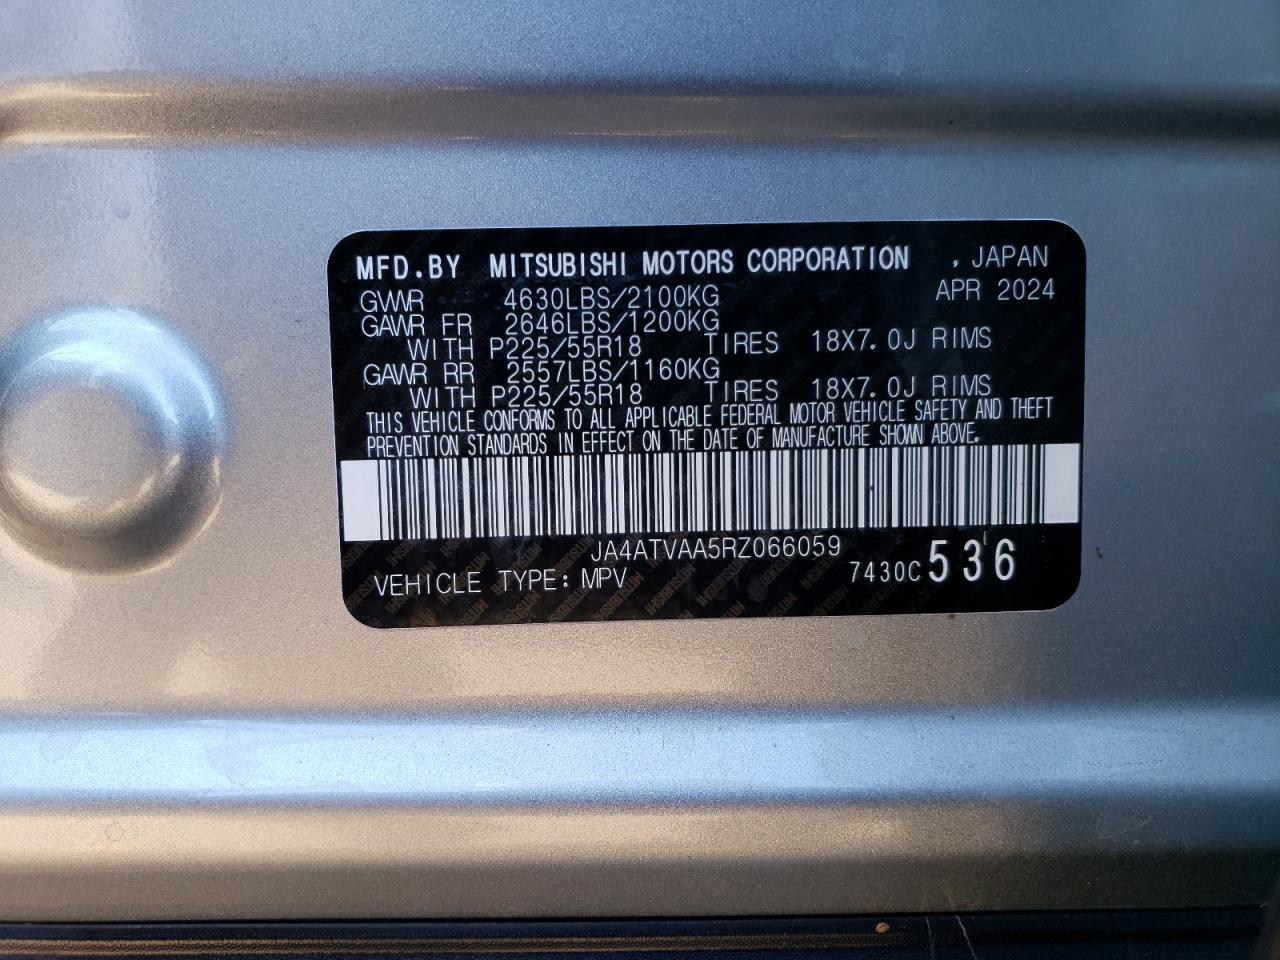 MFD.BY MITSUBISHI MOTORS CORPORATION , JAPAN
GVWR 4630LBS/2100KG APR 2024
GAWR FR 2646LBS/1200KG
WITH P225/55R18 TIRES 18X7.0J RIMS
GAWR RR 2557LBS/1160KG
WITH P225/55R18 TIRES 18X7.0J RIMS
THIS VEHICLE CONFORMS TO ALL APPLICABLE FEDERAL MOTOR VEHICLE SAFETY AND THEFT
PREVENTION STANDARDS IN EFFECT ON THE DATE OF MANUFACTURE SHOWN ABOVE.
JA4ATVAA5RZ066059
VEHICLE TYPE: MPV 7430C536